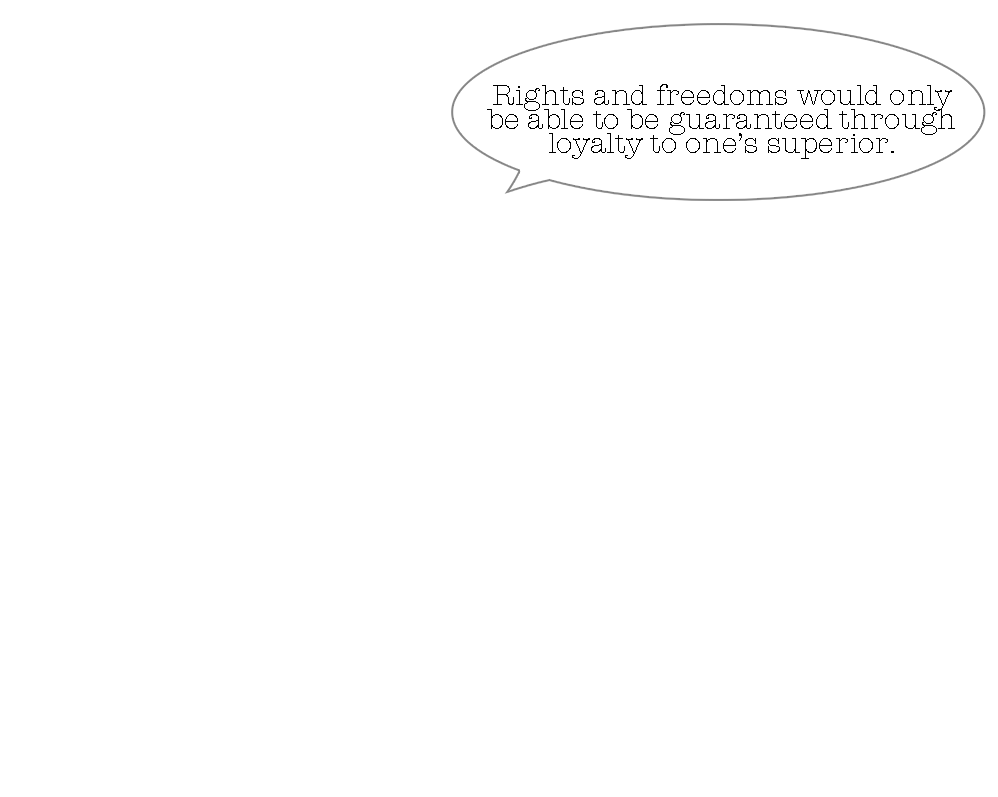 Rights and freedoms would only
be able to be guaranteed through
loyalty to one’s superior.